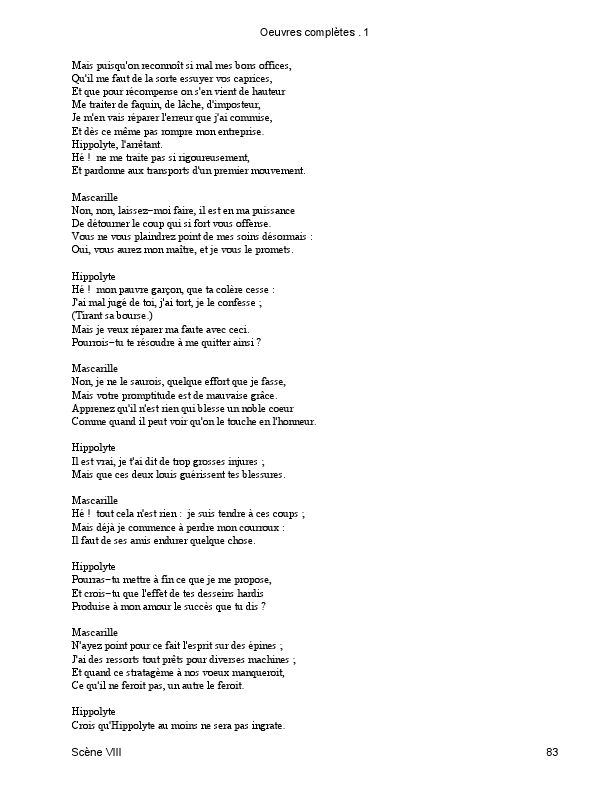 Oeuvres complètes . 1
Mais puisqu'on reconnoît si mal mes bons offices,
Qu'il me faut de la sorte essuyer vos caprices,
Et que pour récompense on s'en vient de hauteur
Me traiter de faquin, de lâche, d'imposteur,
Je m'en vais réparer l'erreur que j'ai commise,
Et dès ce même pas rompre mon entreprise.
Hippolyte, l'arrêtant.
Hé ! ne me traite pas si rigoureusement,
Et pardonne aux transports d'un premier mouvement.
Mascarille
Non, non, laissez-moi faire, il est en ma puissance
De détourner le coup qui si fort vous offense.
Vous ne vous plaindrez point de mes soins désormais :
Oui, vous aurez mon maître, et je vous le promets.
Hippolyte
Hé ! mon pauvre garçon, que ta colère cesse :
J'ai mal jugé de toi, j'ai tort, je le confesse ;
(Tirant sa bourse.)
Mais je veux réparer ma faute avec ceci.
Pourrois-tu te résoudre à me quitter ainsi ?
Mascarille
Non, je ne le saurois, quelque effort que je fasse,
Mais votre promptitude est de mauvaise grâce.
Apprenez qu'il n'est rien qui blesse un noble coeur
Comme quand il peut voir qu'on le touche en l'honneur.
Hippolyte
Il est vrai, je t'ai dit de trop grosses injures ;
Mais que ces deux louis guérissent tes blessures.
Mascarille
Hé ! tout cela n'est rien : je suis tendre à ces coups ;
Mais déjà je commence à perdre mon courroux :
Il faut de ses amis endurer quelque chose.
Hippolyte
Pourras-tu mettre à fin ce que je me propose,
Et crois-tu que l'effet de tes desseins hardis
Produise à mon amour le succès que tu dis ?
Mascarille
N'ayez point pour ce fait l'esprit sur des épines ;
J'ai des ressorts tout prêts pour diverses machines ;
Et quand ce stratagème à nos voeux manqueroit,
Ce qu'il ne feroit pas, un autre le feroit.
Hippolyte
Crois qu'Hippolyte au moins ne sera pas ingrate.
Scène VIII 83